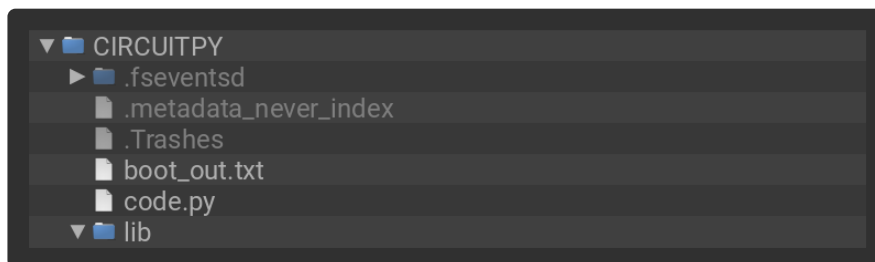 CIRCUITPY
.fseventsd
.metadata_never_index
.Trashes
boot_out.txt
code.py
lib